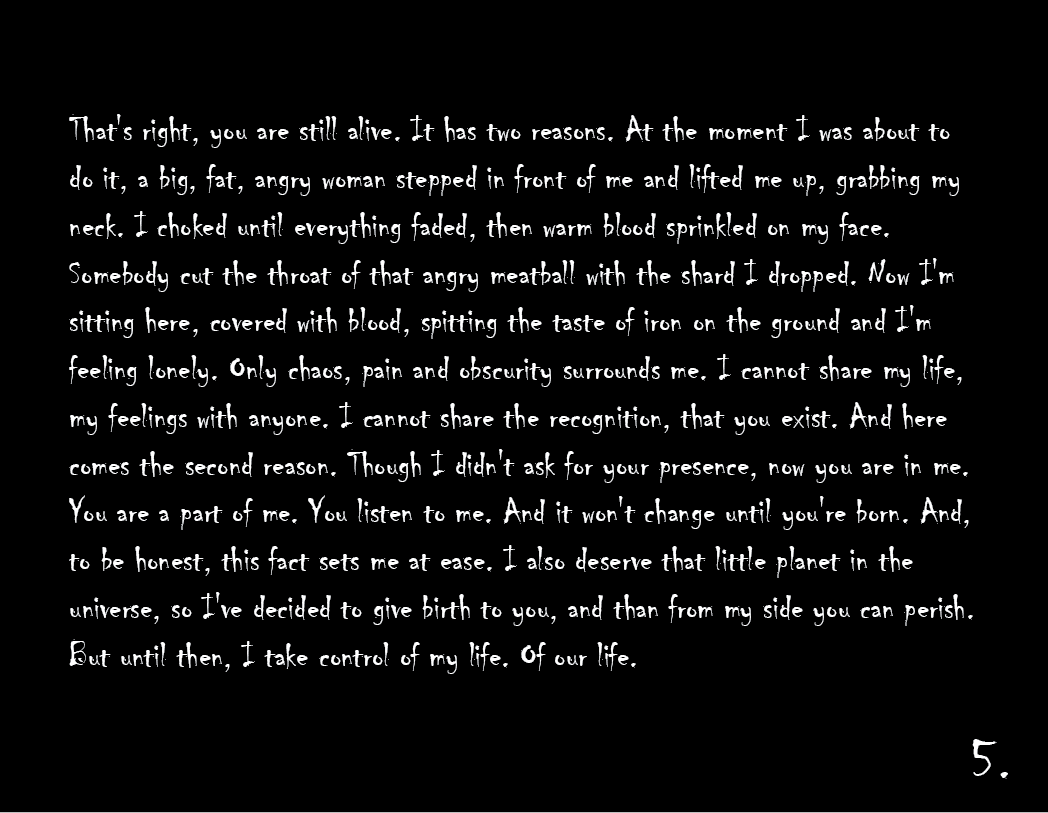 That's right, you are still alive. It has two reasons. At the moment I was about to
do it, a big, fat, angry woman stepped in front of me and lifted me up, grabbing my
neck. I choked until everything faded, then warm blood sprinkled on my face.
Somebody cut the throat of that angry meatball with the shard I dropped. Now I'm
sitting here, covered with blood, spitting the taste of iron on the ground and I'm
feeling lonely. Only chaos, pain and obscurity surrounds me. I cannot share my life,
my feelings with anyone. I cannot share the recognition, that you exist. And here
comes the second reason. Though I didn't ask for your presence, now you are in me.
You are a part of me. You listen to me. And it won't change until you're born. And,
to be honest, this fact sets me at ease. I also deserve that little planet in the
universe, so I've decided to give birth to you, and than from my side you can perish.
But until then, I take control of my life. Of our life.
5.